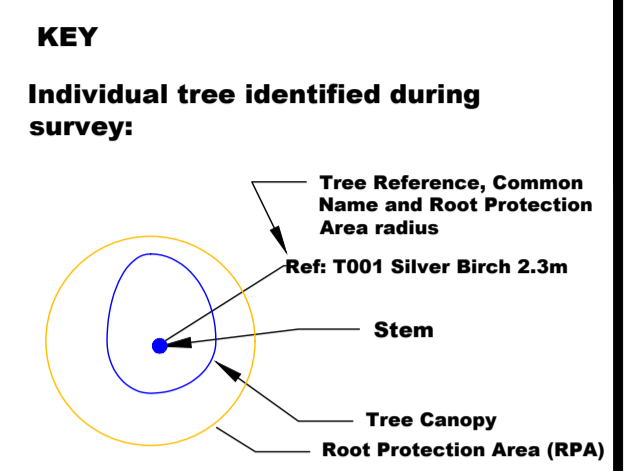 KEY
Individual tree identified during
survey:
Tree Reference, Common
Name and Root Protection
Area radius
Ref: T001 Silver Birch 2.3m
Stem
Tree Canopy
Root Protection Area (RPA)